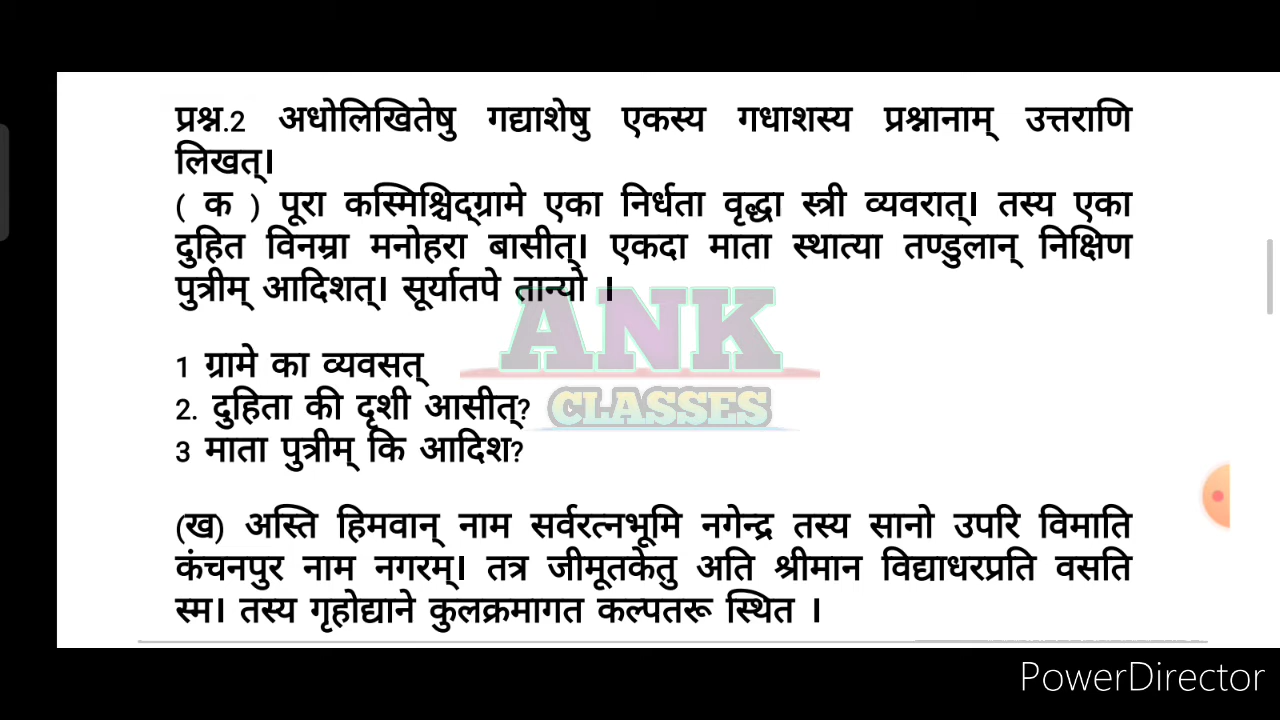 प्रश्न.2 अधोलिखितेषु गद्याशेषु एकस्य गधाशस्य प्रश्नानाम् उत्तराणि
लिखत्।
( क ) पूरा कस्मिश्चिद्ग्रामे एका निर्धता वृद्धा स्त्री व्यवरात्। तस्य एका
दुहित विनम्रा मनोहरा बासीत्। एकदा माता स्थात्या तण्डुलान् निक्षिण
पुत्रीम् आदिशत्। सूर्यातपे तान्यो ।
1 ग्रामे का व्यवसत्
2. दुहिता की दृशी आसीत्?
3 माता पुत्रीम् कि आदिश?
ANK
CLASSES
(ख) अस्ति हिमवान् नाम सर्वरत्नभूमि नगेन्द्र तस्य सानो उपरि विमाति
कंचनपुर नाम नगरम्। तत्र जीमूतकेतु अति श्रीमान विद्याधरप्रति वसति
स्म। तस्य गृहोद्याने कुलक्रमागत कल्पतरू स्थित ।
PowerDirector